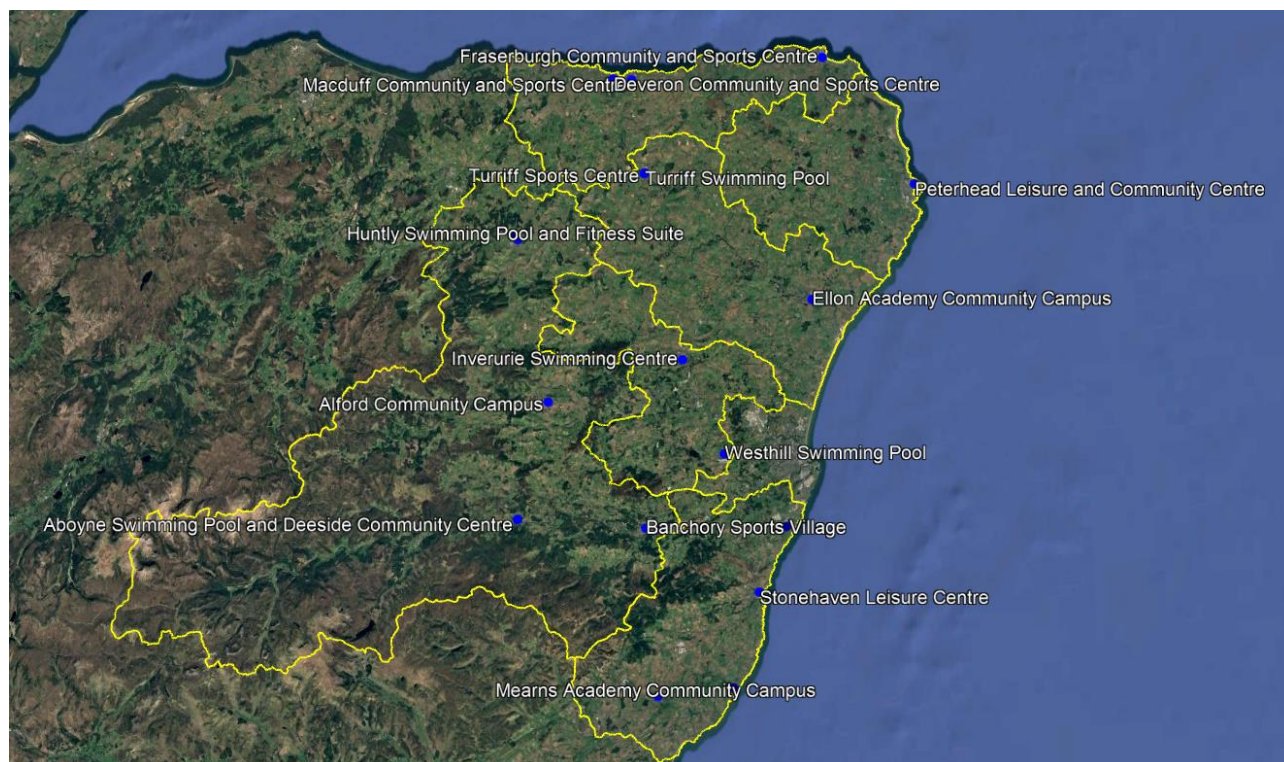 Fraserburgh Community and Sports Centre
Macduff Community and Sports Centre
Deveron Community and Sports Centre
Turriff Sports Centre
Turriff Swimming Pool
Peterhead Leisure and Community Centre
Huntly Swimming Pool and Fitness Suite
Ellon Academy Community Campus
Inverurie Swimming Centre
Alford Community Campus
Westhill Swimming Pool
Aboyne Swimming Pool and Deeside Community Centre
Banchory Sports Village
Stonehaven Leisure Centre
Mearns Academy Community Campus